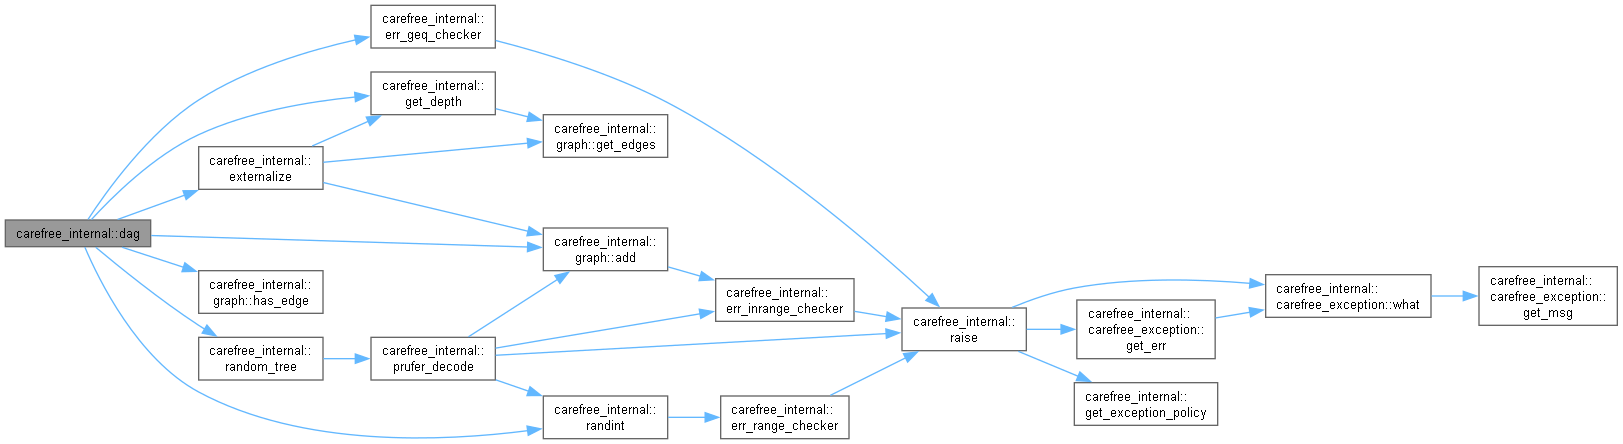 carefree_internal::dag
carefree_internal::
err_geq_checker
carefree_internal::
get_depth
carefree_internal::
externalize
carefree_internal::
graph::get_edges
carefree_internal::
graph::add
carefree_internal::
graph::has_edge
carefree_internal::
random_tree
carefree_internal::
prufer_decode
carefree_internal::
randint
carefree_internal::
err_inrange_checker
carefree_internal::
err_range_checker
carefree_internal::
raise
carefree_internal::
carefree_exception::
get_err
carefree_internal::
get_exception_policy
carefree_internal::
carefree_exception::what
carefree_internal::
carefree_exception::
get_msg